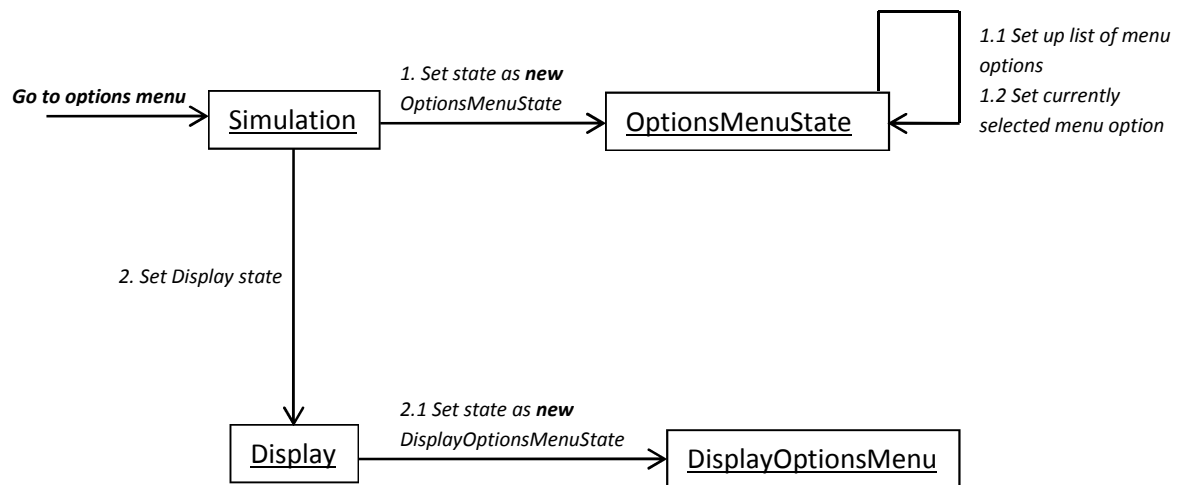 1.1 Set up list of menu
options
1.2 Set currently
selected menu option
1. Set state as new
OptionsMenuState
Go to options menu
Simulation
OptionsMenuState
2. Set Display state
2.1 Set state as new
DisplayOptionsMenuState
Display
DisplayOptionsMenu